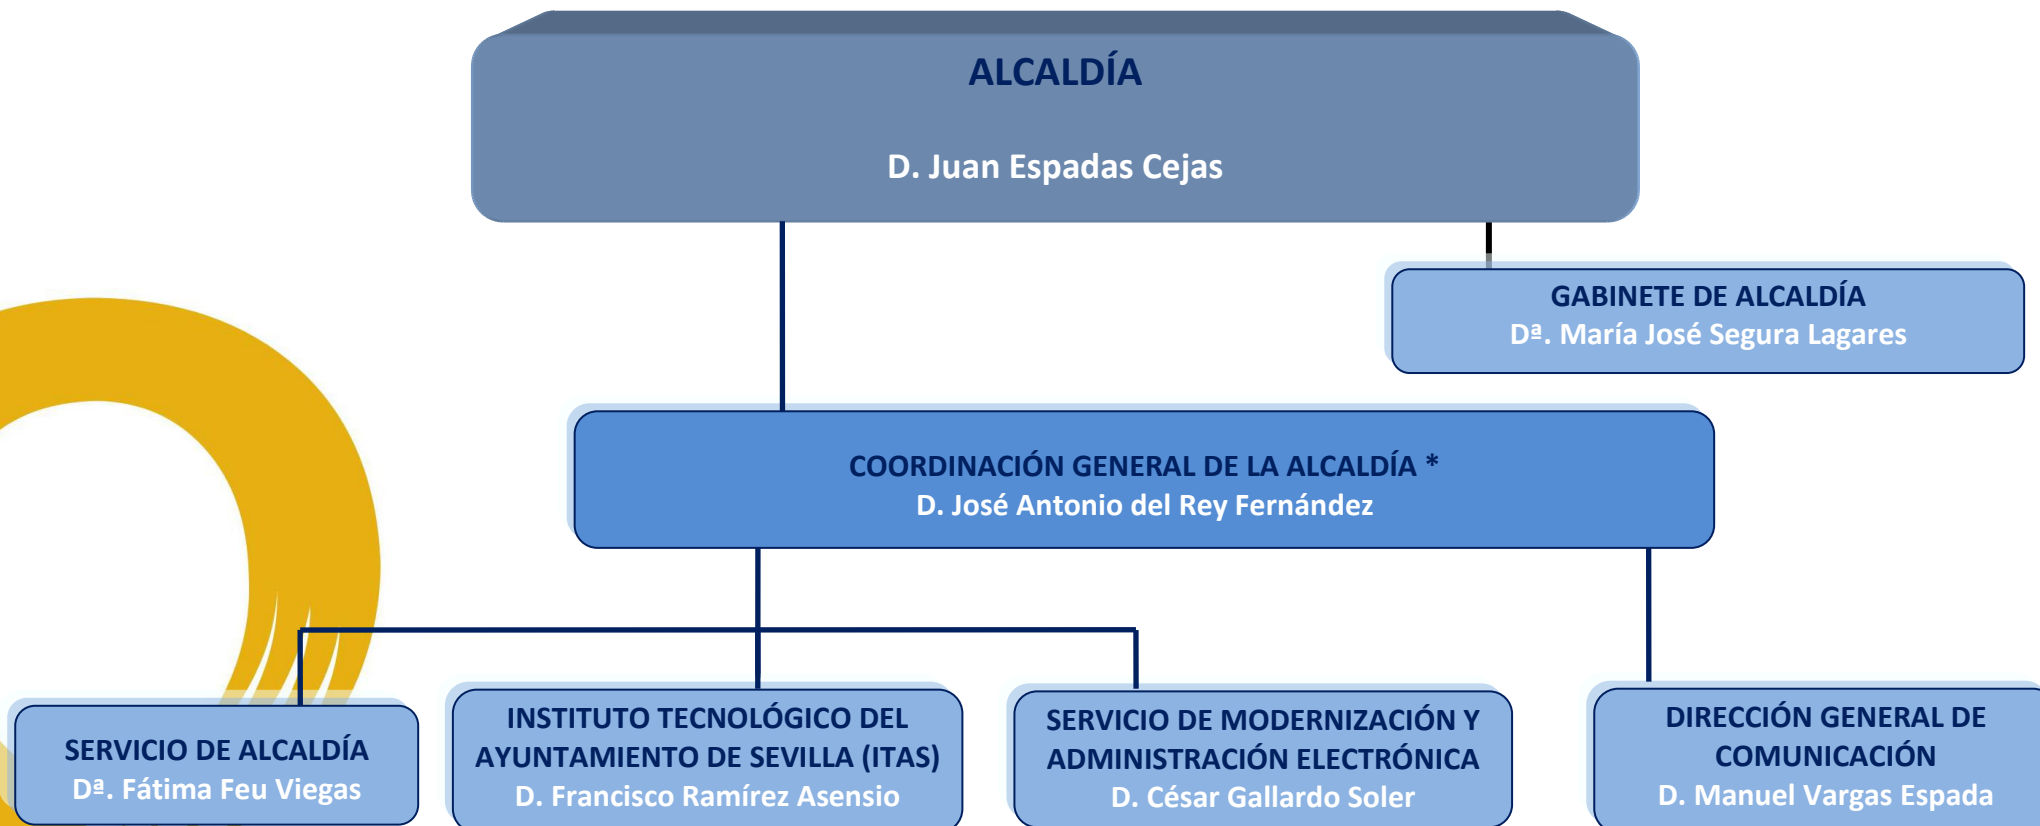 ALCALDÍA
D. Juan Espadas Cejas
GABINETE DE ALCALDÍA
Dª. María José Segura Lagares
COORDINACIÓN GENERAL DE LA ALCALDÍA *
D. José Antonio del Rey Fernández
SERVICIO DE ALCALDÍA
Dª. Fátima Feu Viegas
INSTITUTO TECNOLÓGICO DEL
AYUNTAMIENTO DE SEVILLA (ITAS)
D. Francisco Ramírez Asensio
SERVICIO DE MODERNIZACIÓN Y
ADMINISTRACIÓN ELECTRÓNICA
D. César Gallardo Soler
DIRECCIÓN GENERAL DE
COMUNICACIÓN
D. Manuel Vargas Espada